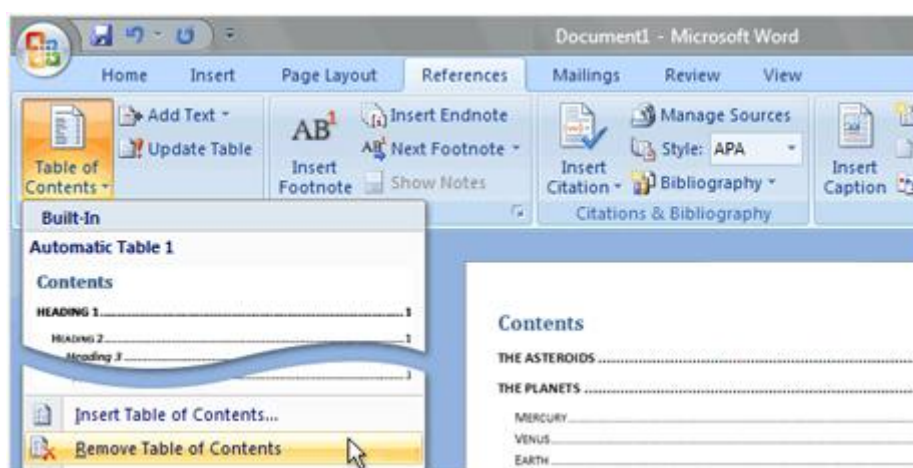 Document1 - Microsoft Word
Home Insert Page Layout References Mailings Review View
Table of Contents
Add Text
Update Table
AB1
Insert Footnote
Insert Endnote
AB Next Footnote
Show Notes
Insert Citation
Manage Sources
Style: APA
Bibliography
Citations & Bibliography
Insert Caption
Built-In
Automatic Table 1
Contents
HEADING 1 1
HEADING 2 1
Heading 3
Insert Table of Contents...
Remove Table of Contents
Contents
THE ASTEROIDS
THE PLANETS
MERCURY
VENUS
EARTH